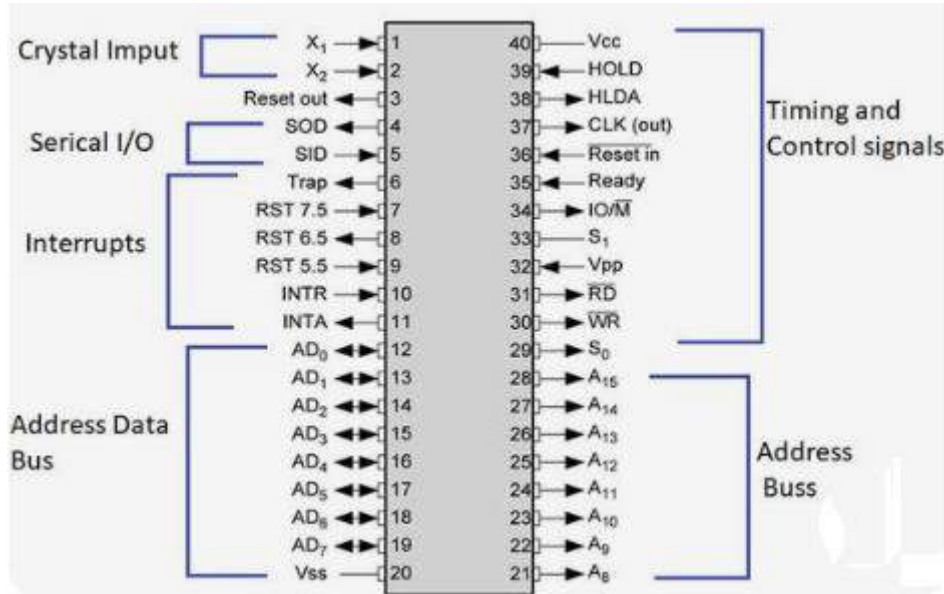 Crystal Imput
Serical I/O
Interrupts
Address Data
Bus
X₁ 1
X₂ 2
Reset out 3
SOD 4
SID 5
Trap 6
RST 7.5 7
RST 6.5 8
RST 5.5 9
INTR 10
INTA 11
AD₀ 12
AD₁ 13
AD₂ 14
AD₃ 15
AD₄ 16
AD₅ 17
AD₆ 18
AD₇ 19
Vss 20
40 Vcc
39 HOLD
38 HLDA
37 CLK (out)
36 R̅e̅s̅e̅t̅ ̅i̅n̅
35 Ready
34 IO/M̅
33 S₁
32 Vpp
31 R̅D̅
30 W̅R̅
29 S₀
28 A₁₅
27 A₁₄
26 A₁₃
25 A₁₂
24 A₁₁
23 A₁₀
22 A₉
21 A₈
Timing and
Control signals
Address
Buss